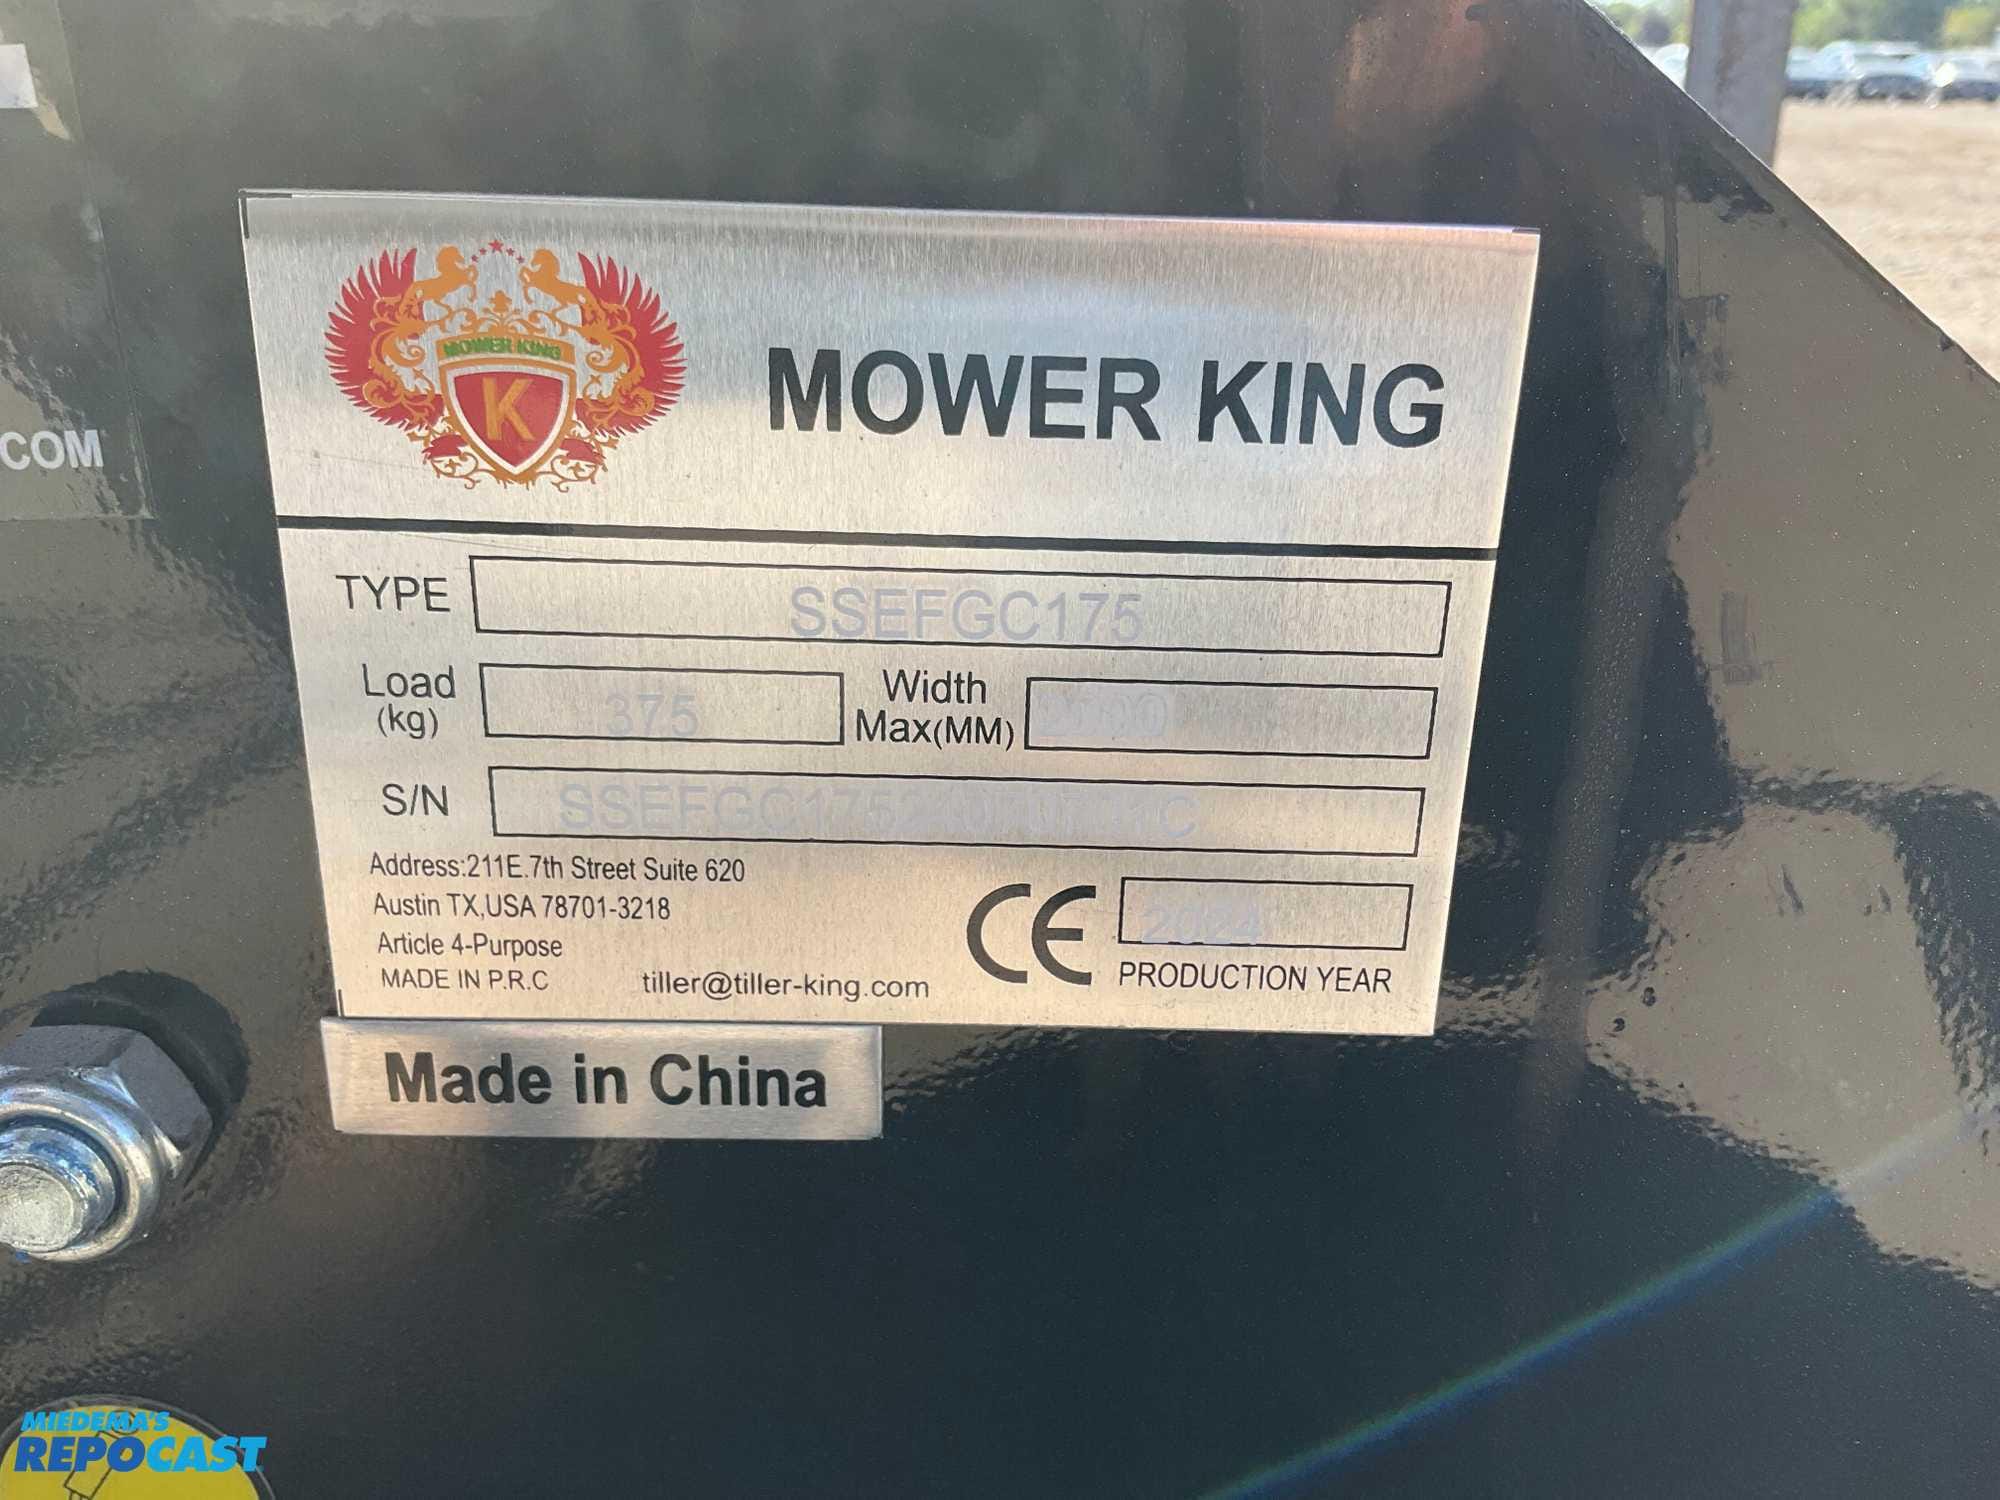 .COM
MOWER KING
K
MOWER KING
TYPE SSEFGC175
Load (kg) 375 Width Max(MM)
S/N
Address:211E.7th Street Suite 620
Austin TX,USA 78701-3218
Article 4-Purpose
MADE IN P.R.C tiller@tiller-king.com
CE 2024
PRODUCTION YEAR
Made in China
MIEDEMA'S
REPOCAST